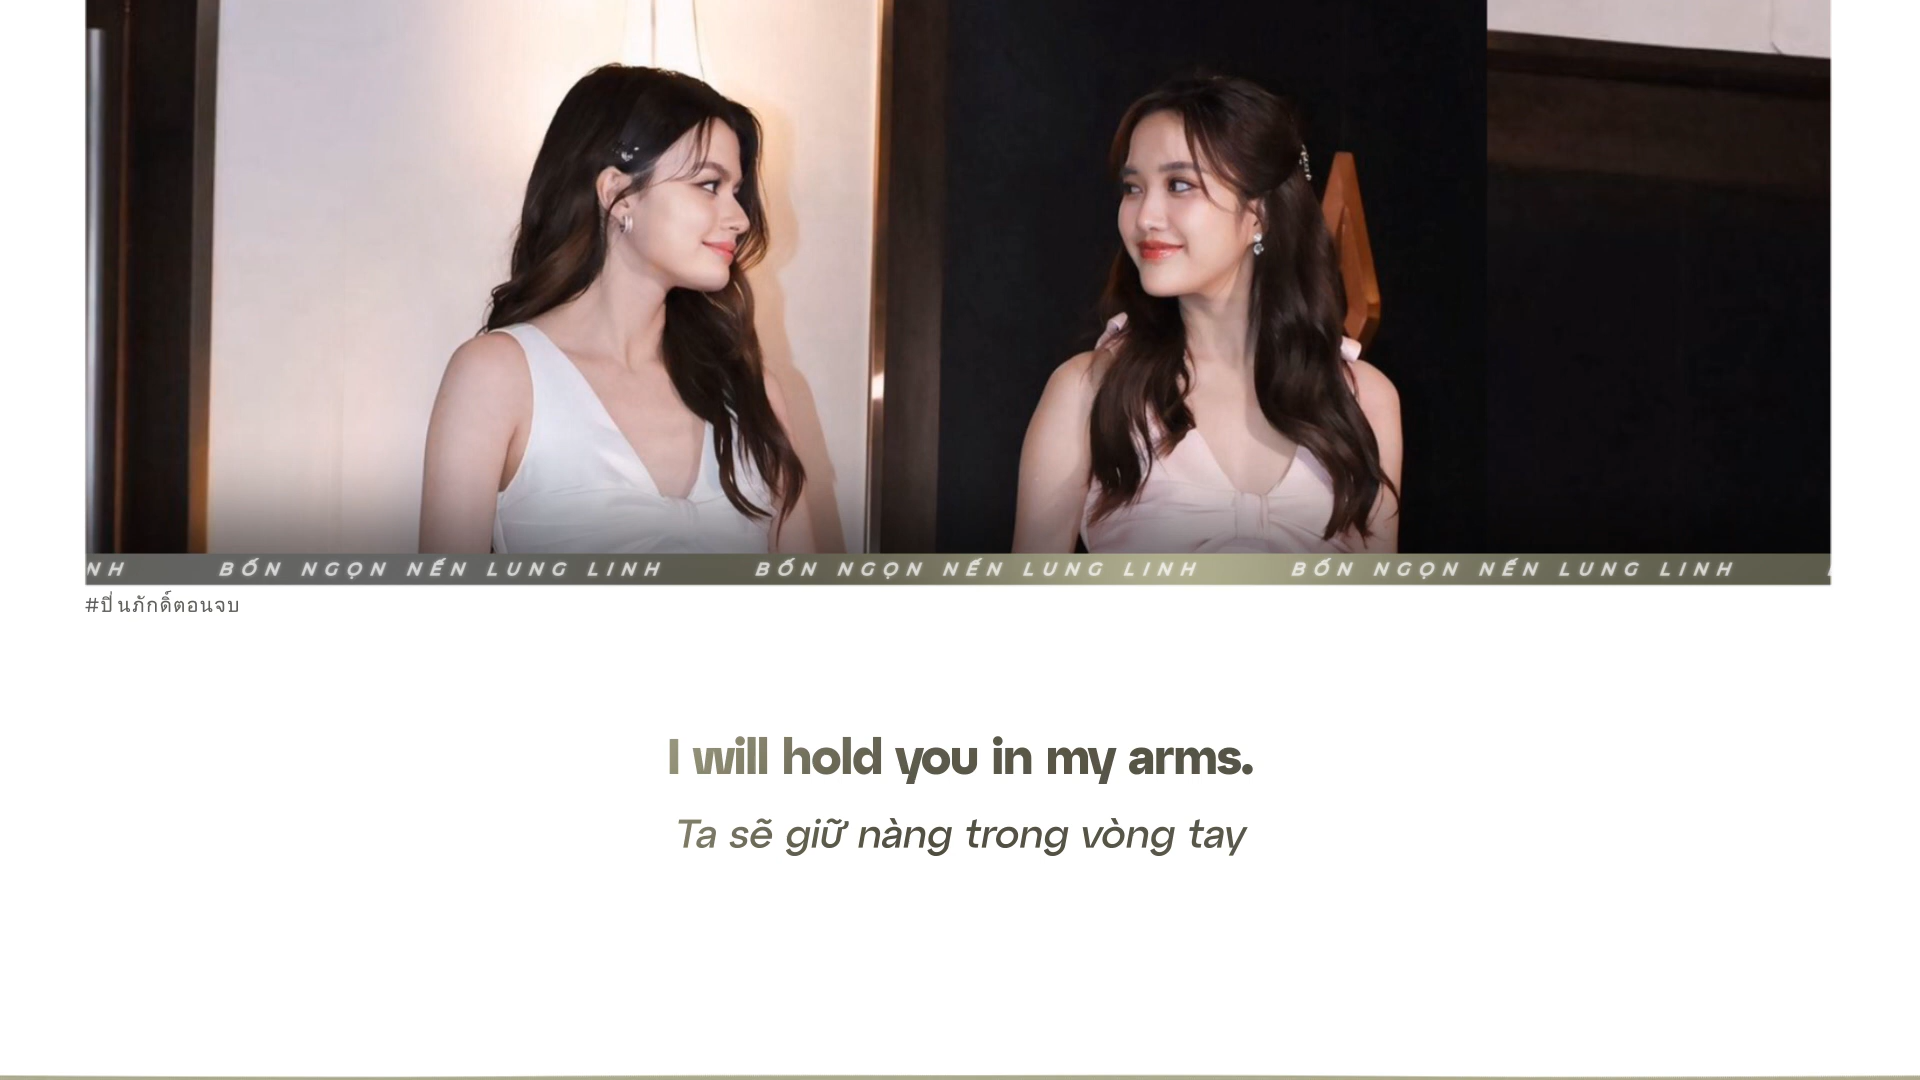 NH BỐN NGỌN NẾN LUNG LINH BỐN NGỌN NẾN LUNG LINH BỐN NGỌN NẾN LUNG LINH
#ปิ่นภักดิ์ตอนจบ
I will hold you in my arms.
Ta sẽ giữ nàng trong vòng tay